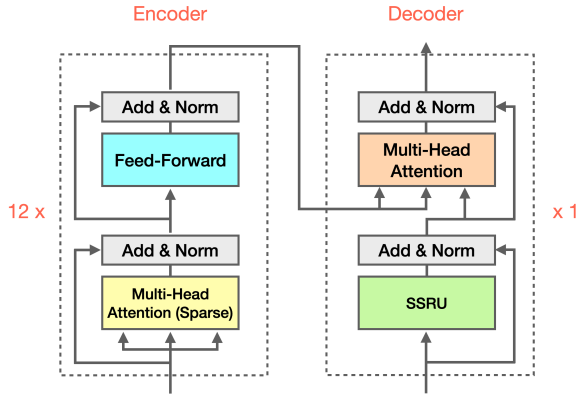 Encoder
Decoder
Add & Norm
Feed-Forward
12 x
Add & Norm
Multi-Head
Attention (Sparse)
Add & Norm
Multi-Head
Attention
x 1
Add & Norm
SSRU